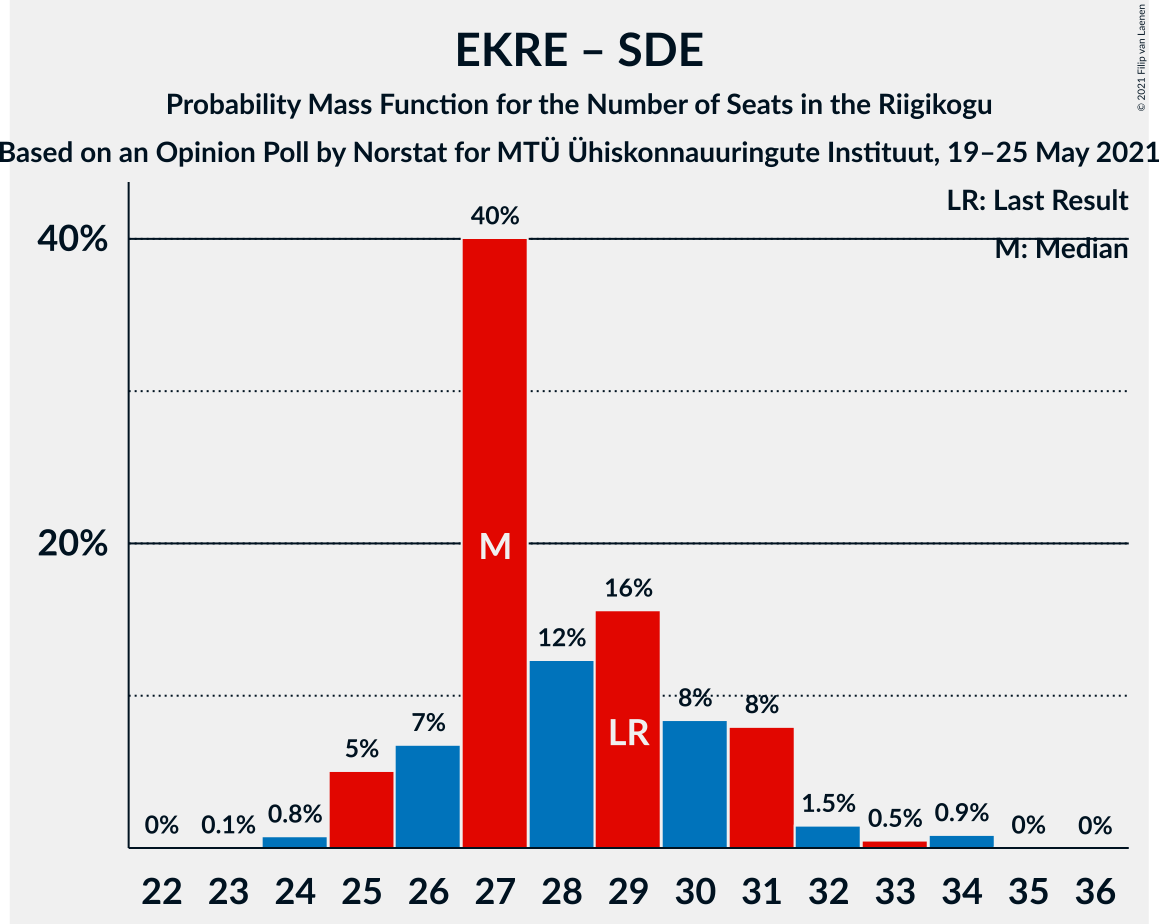 EKRE – SDE
Probability Mass Function for the Number of Seats in the Riigikogu
Based on an Opinion Poll by Norstat for MTÜ Ühiskonnauuringute Instituut, 19–25 May 2021
© 2021 Filip van Laenen
LR: Last Result
M: Median
40%
20%
0%
0.1%
0.8%
5%
7%
40%
12%
16%
8%
8%
1.5%
0.5%
0.9%
0%
0%
M
LR
22 23 24 25 26 27 28 29 30 31 32 33 34 35 36